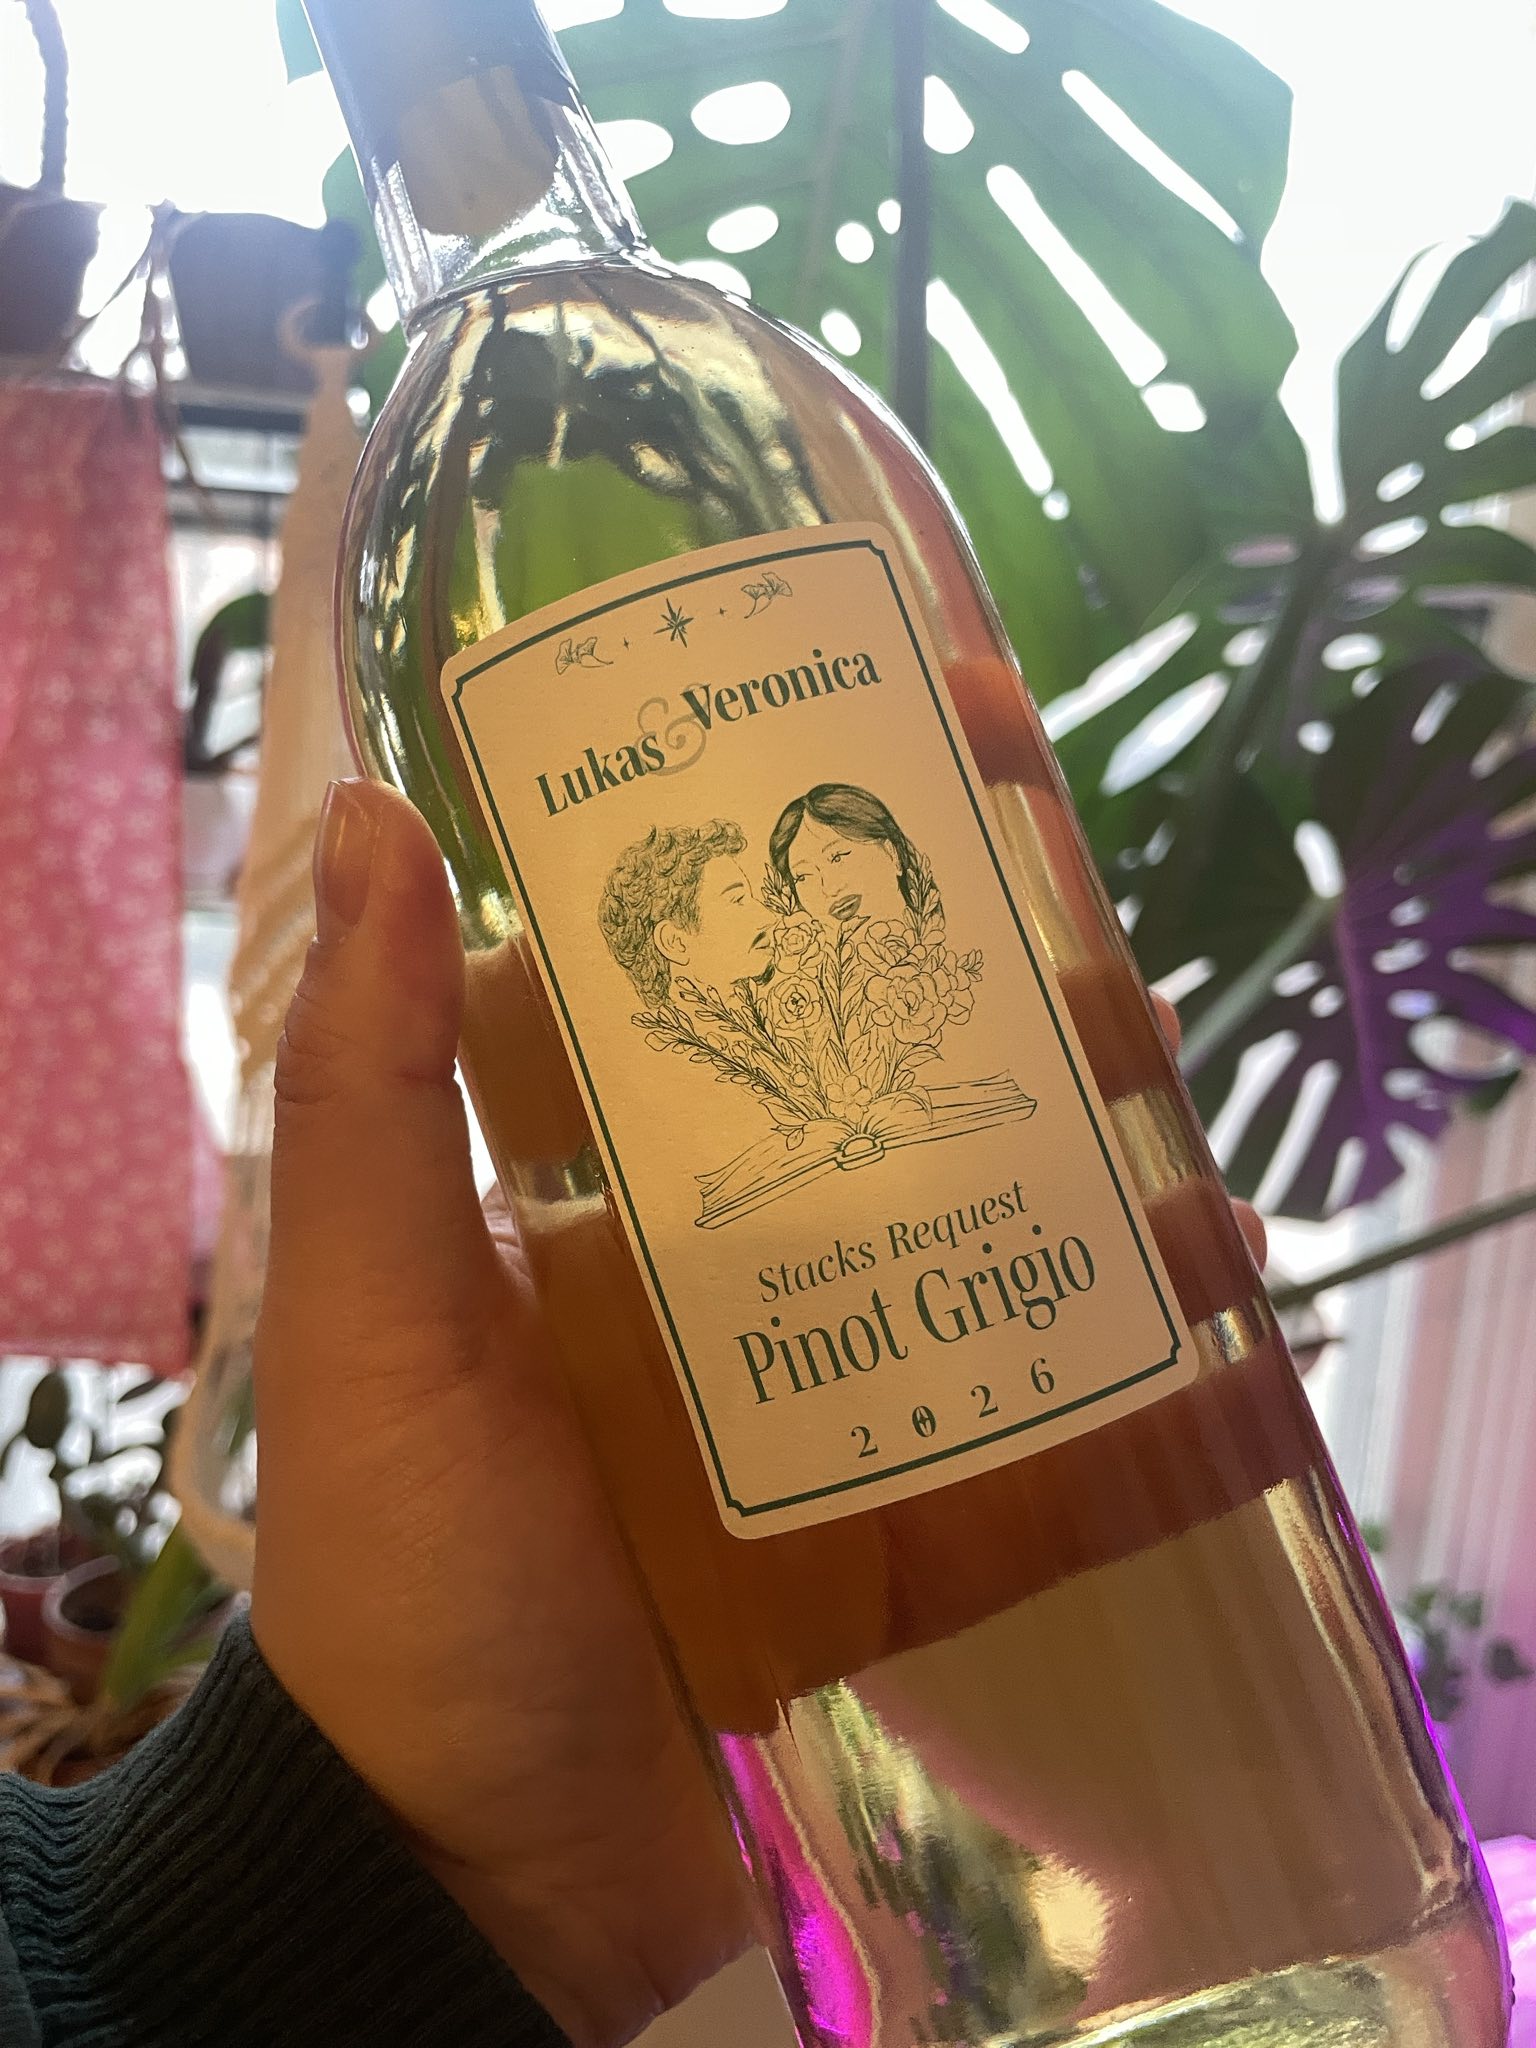 Lukas & Veronica
Stacks Request
Pinot Grigio
2026